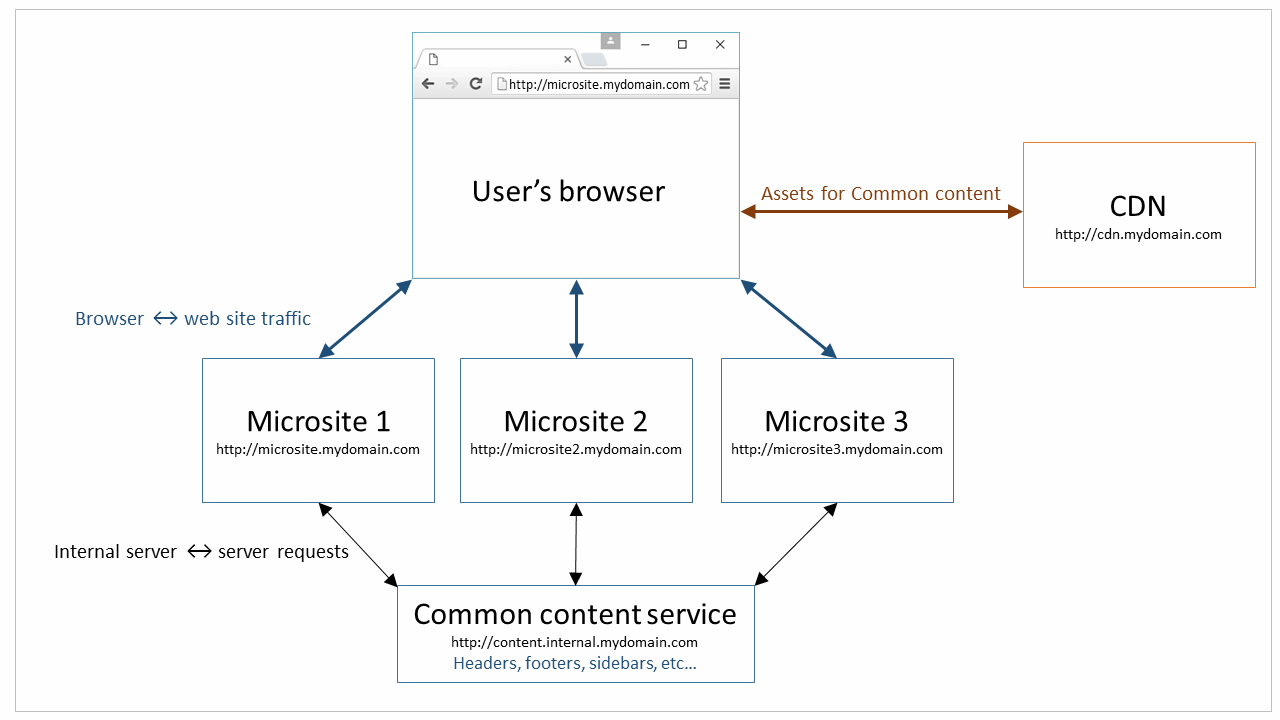 http://microsite.mydomain.com
User's browser
Assets for Common content
CDN
http://cdn.mydomain.com
Browser ↔ web site traffic
Microsite 1
http://microsite.mydomain.com
Microsite 2
http://microsite2.mydomain.com
Microsite 3
http://microsite3.mydomain.com
Internal server ↔ server requests
Common content service
http://content.internal.mydomain.com
Headers, footers, sidebars, etc...